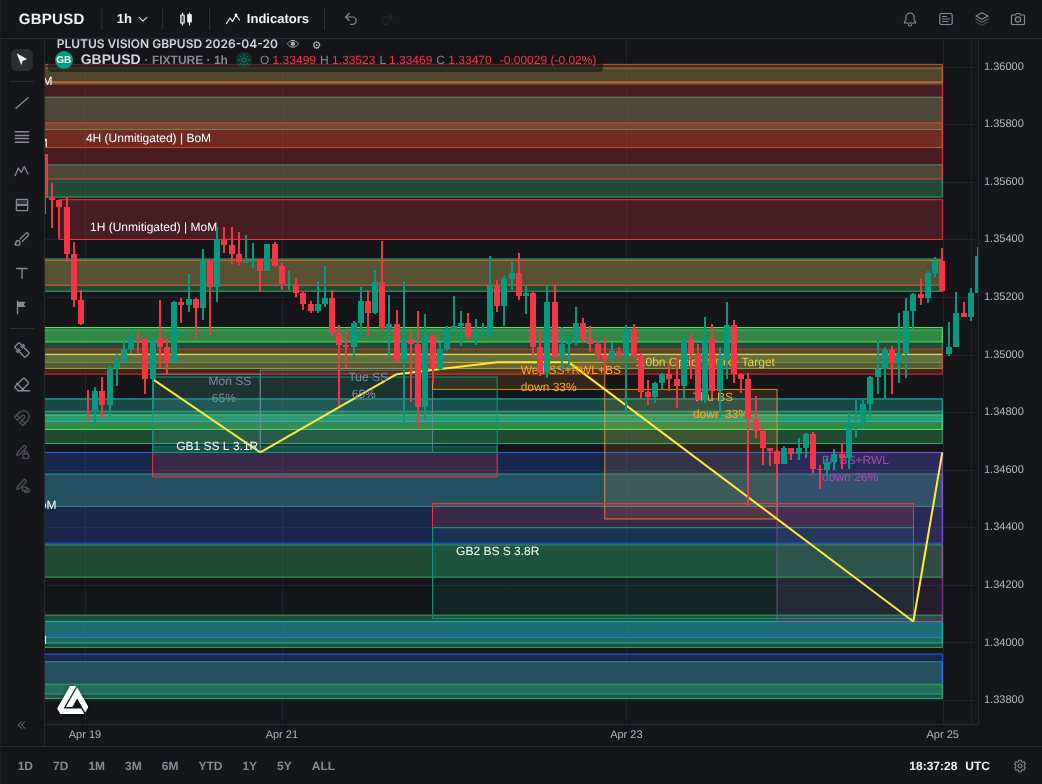 GBPUSD 1h Indicators
PLUTUS VISION GBPUSD 2026-04-20
GB GBPUSD · FIXTURE · 1h O 1.33499 H 1.33523 L 1.33469 C 1.33470 -0.00029 (-0.02%)
M
4H (Unmitigated) | BoM
1H (Unmitigated) | MoM
Mon SS
65%
Tue SS
65%
GB1 SS L 3.1R
down 33%
Target
BS
down 33%
SS+RWL
down 26%
GB2 BS S 3.8R
1.36000
1.35800
1.35600
1.35400
1.35200
1.35000
1.34800
1.34600
1.34400
1.34200
1.34000
1.33800
Apr 19
Apr 21
Apr 23
Apr 25
1D 7D 1M 3M 6M YTD 1Y 5Y ALL
18:37:28 UTC